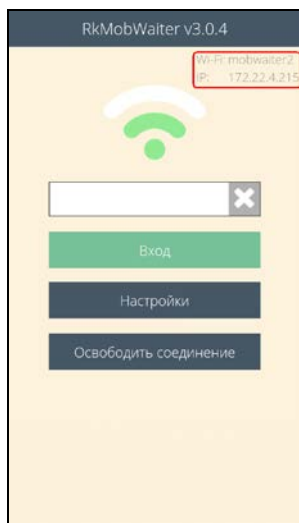 RkMobWaiter v3.0.4
Wi-Fi: mobwaiter2
IP: 172.22.4.215
Вход
Настройки
Освободить соединение